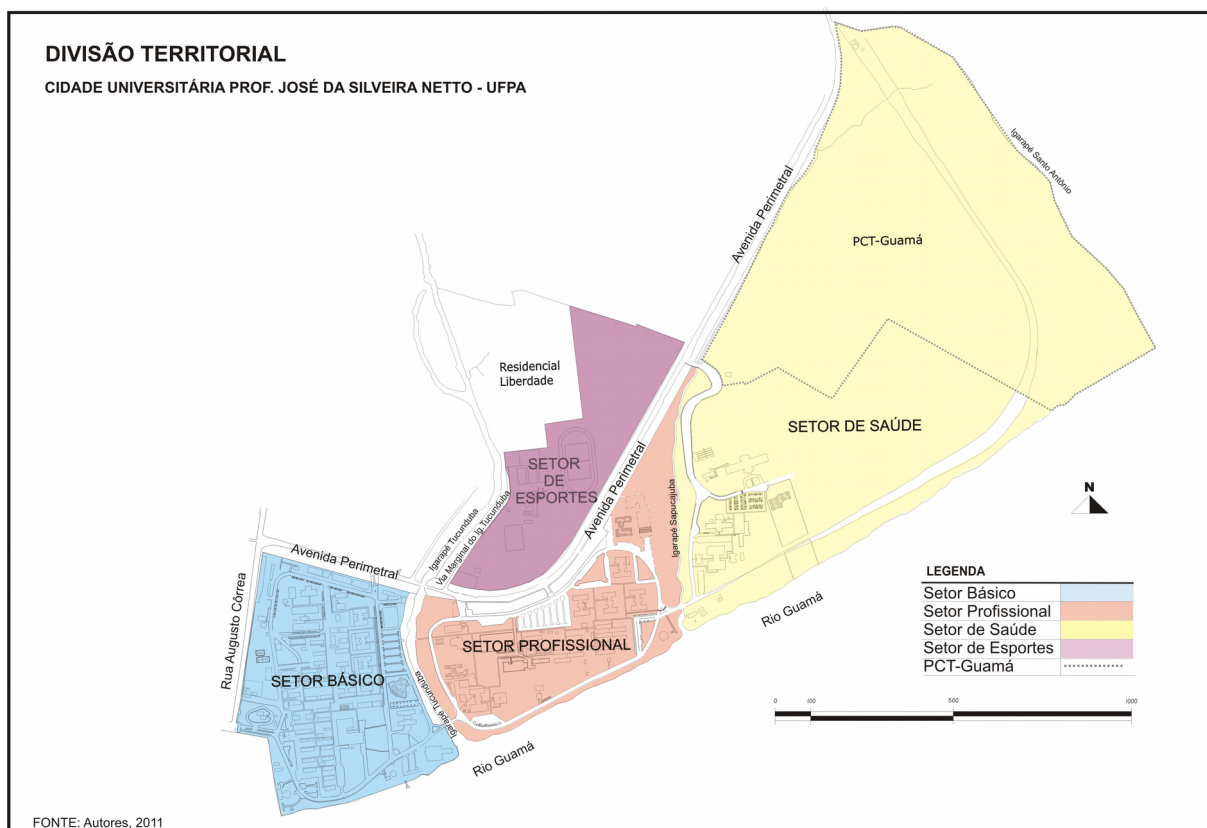 DIVISÃO TERRITORIAL
CIDADE UNIVERSITÁRIA PROF. JOSÉ DA SILVEIRA NETTO - UFPA
Igarapé Santo Antônio
Avenida Perimetral
PCT-Guamá
Residencial
Liberdade
SETOR DE SAÚDE
SETOR
DE
ESPORTES
Avenida Perimetral
Igarapé Sapucajuba
Igarapé Tucunduba
Via Marginal do Ig.Tucunduba
N
Avenida Perimetral
Rua Augusto Côrrea
Rio Guamá
SETOR PROFISSIONAL
SETOR BÁSICO
Igarapé Tucunduba
Rio Guamá
LEGENDA
Setor Básico
Setor Profissional
Setor de Saúde
Setor de Esportes
PCT-Guamá
0 100 500 1000
FONTE: Autores, 2011